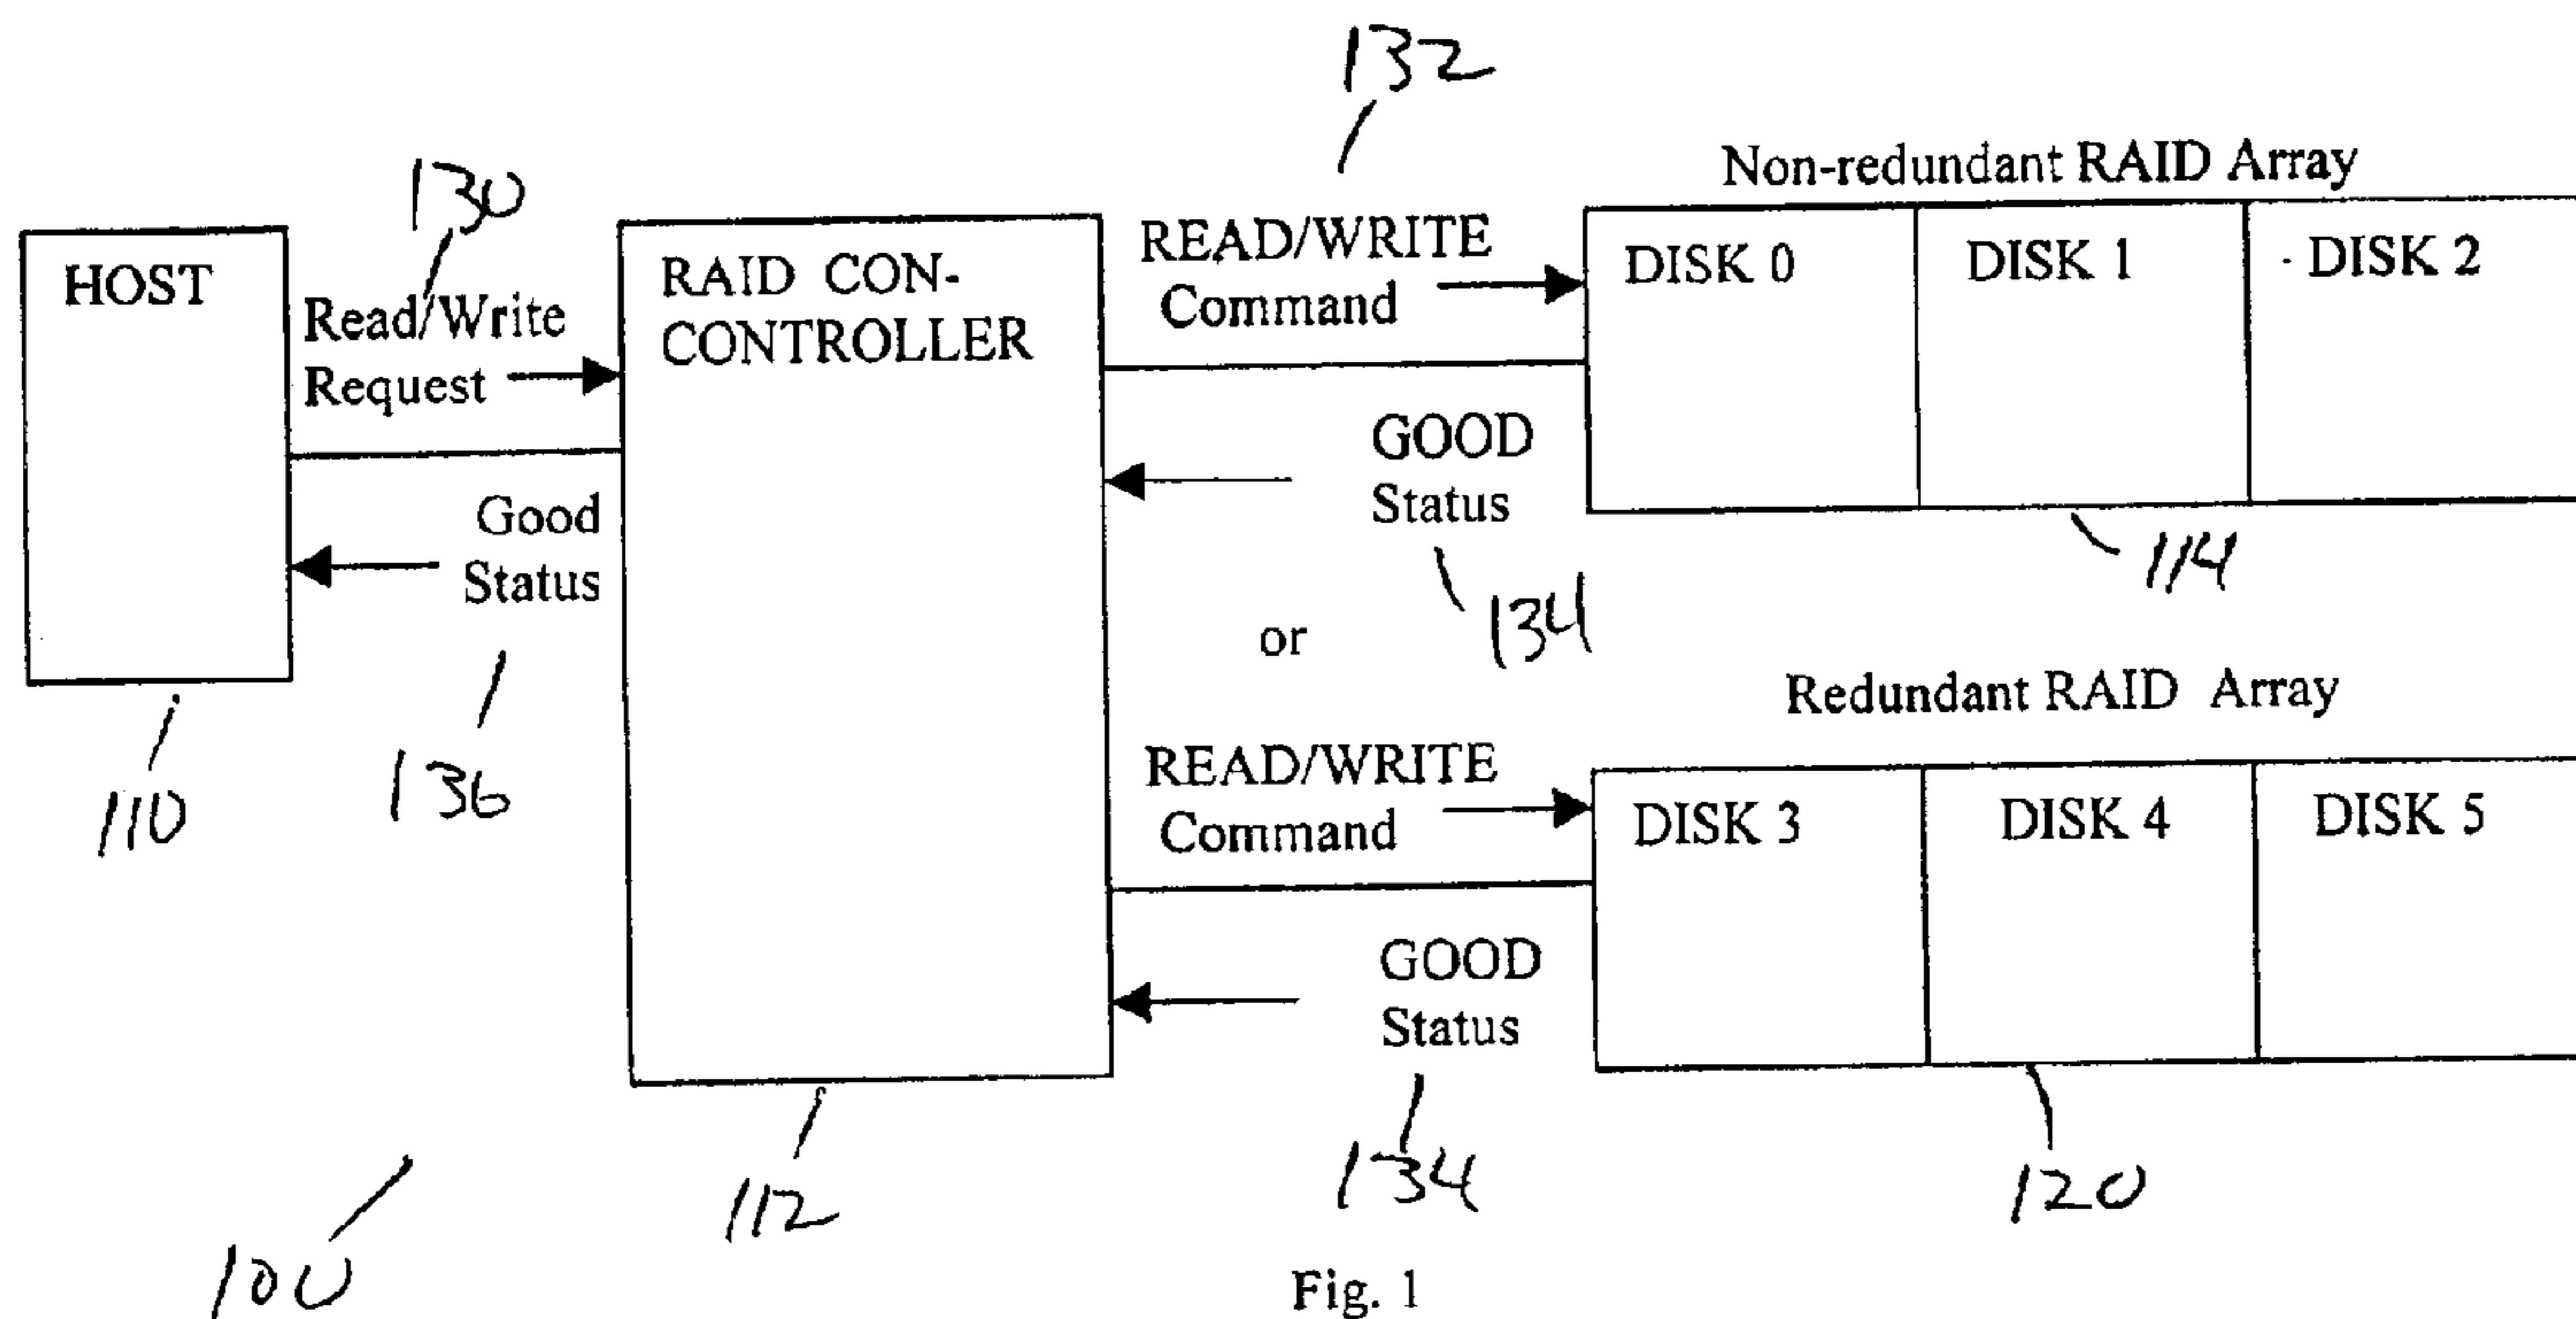 132
Non-redundant RAID Array
130
HOST
Read/Write
Request
RAID CON-
CONTROLLER
READ/WRITE
Command
DISK 0
DISK 1
DISK 2
GOOD
Status
114
134
Good
Status
or
110
136
Redundant RAID Array
READ/WRITE
Command
DISK 3
DISK 4
DISK 5
GOOD
Status
134
120
112
100
Fig. 1